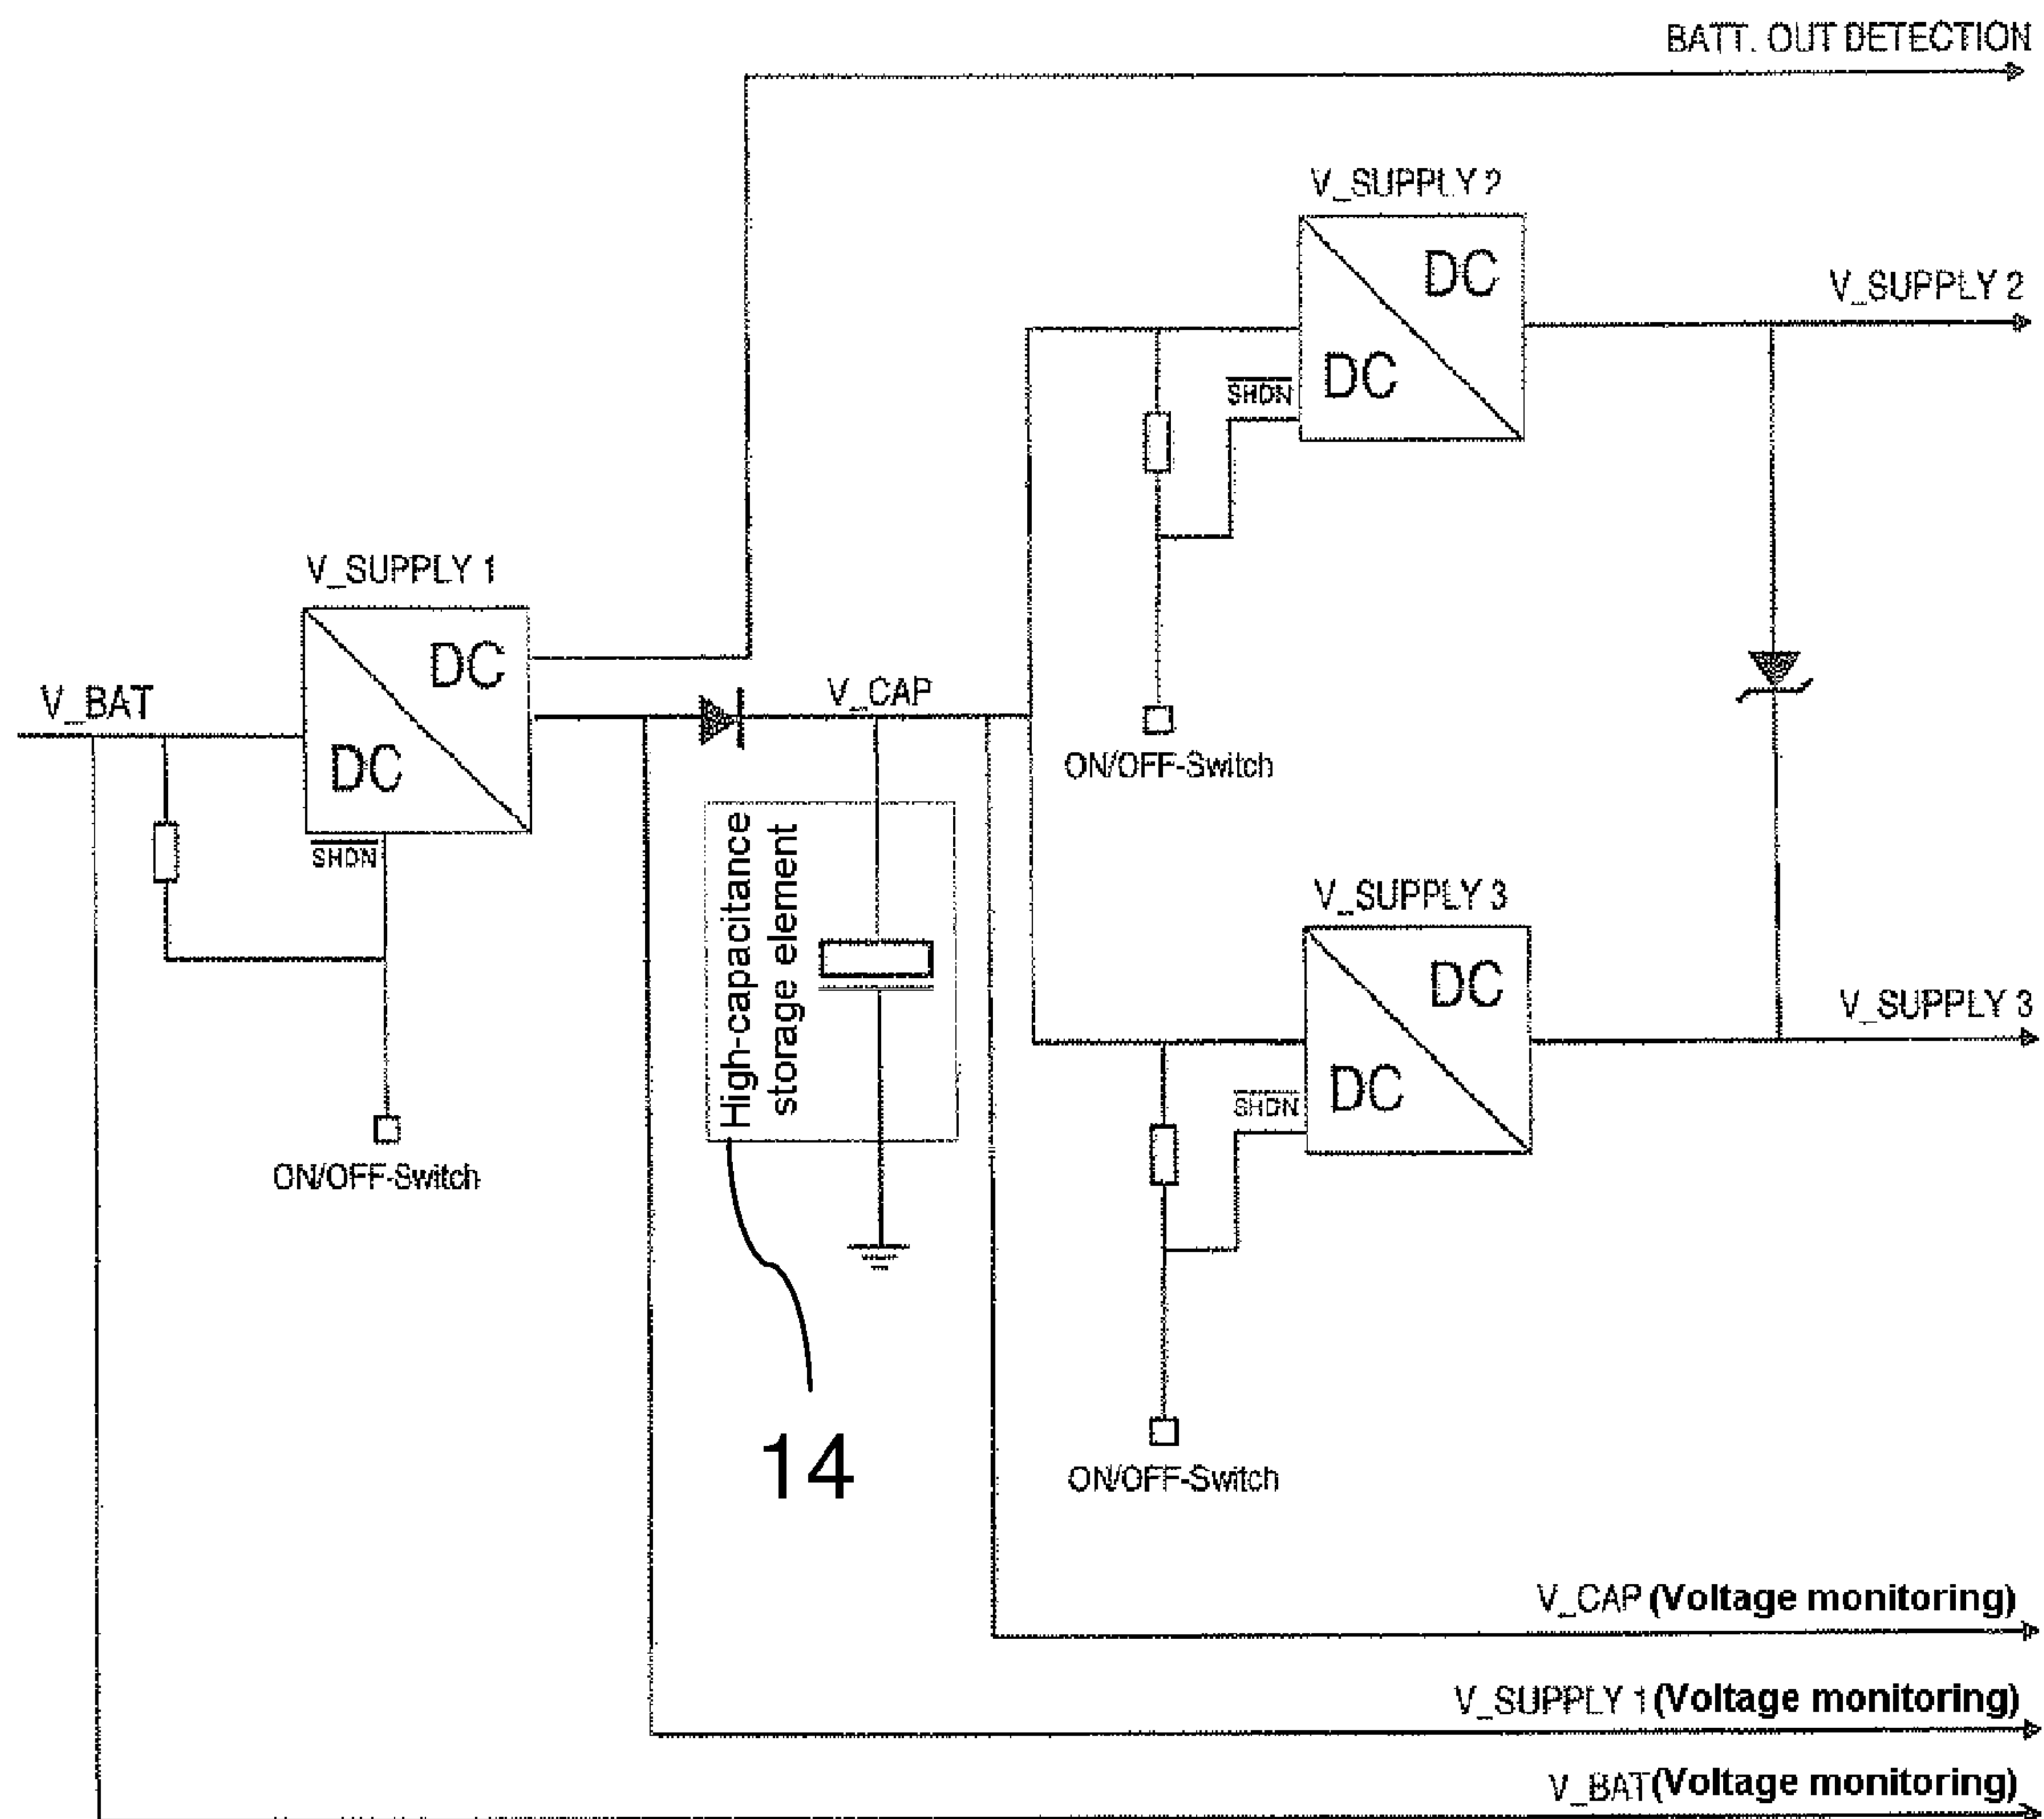 BATT. OUT DETECTION
V_SUPPLY 2
DC
DC
SHDN
V_SUPPLY 2
ON/OFF-Switch
V_SUPPLY 1
DC
DC
SHDN
V_BAT
ON/OFF-Switch
V_CAP
High-capacitance
storage element
14
V_SUPPLY 3
DC
DC
SHDN
V_SUPPLY 3
ON/OFF-Switch
V_CAP (Voltage monitoring)
V_SUPPLY 1 (Voltage monitoring)
V_BAT (Voltage monitoring)